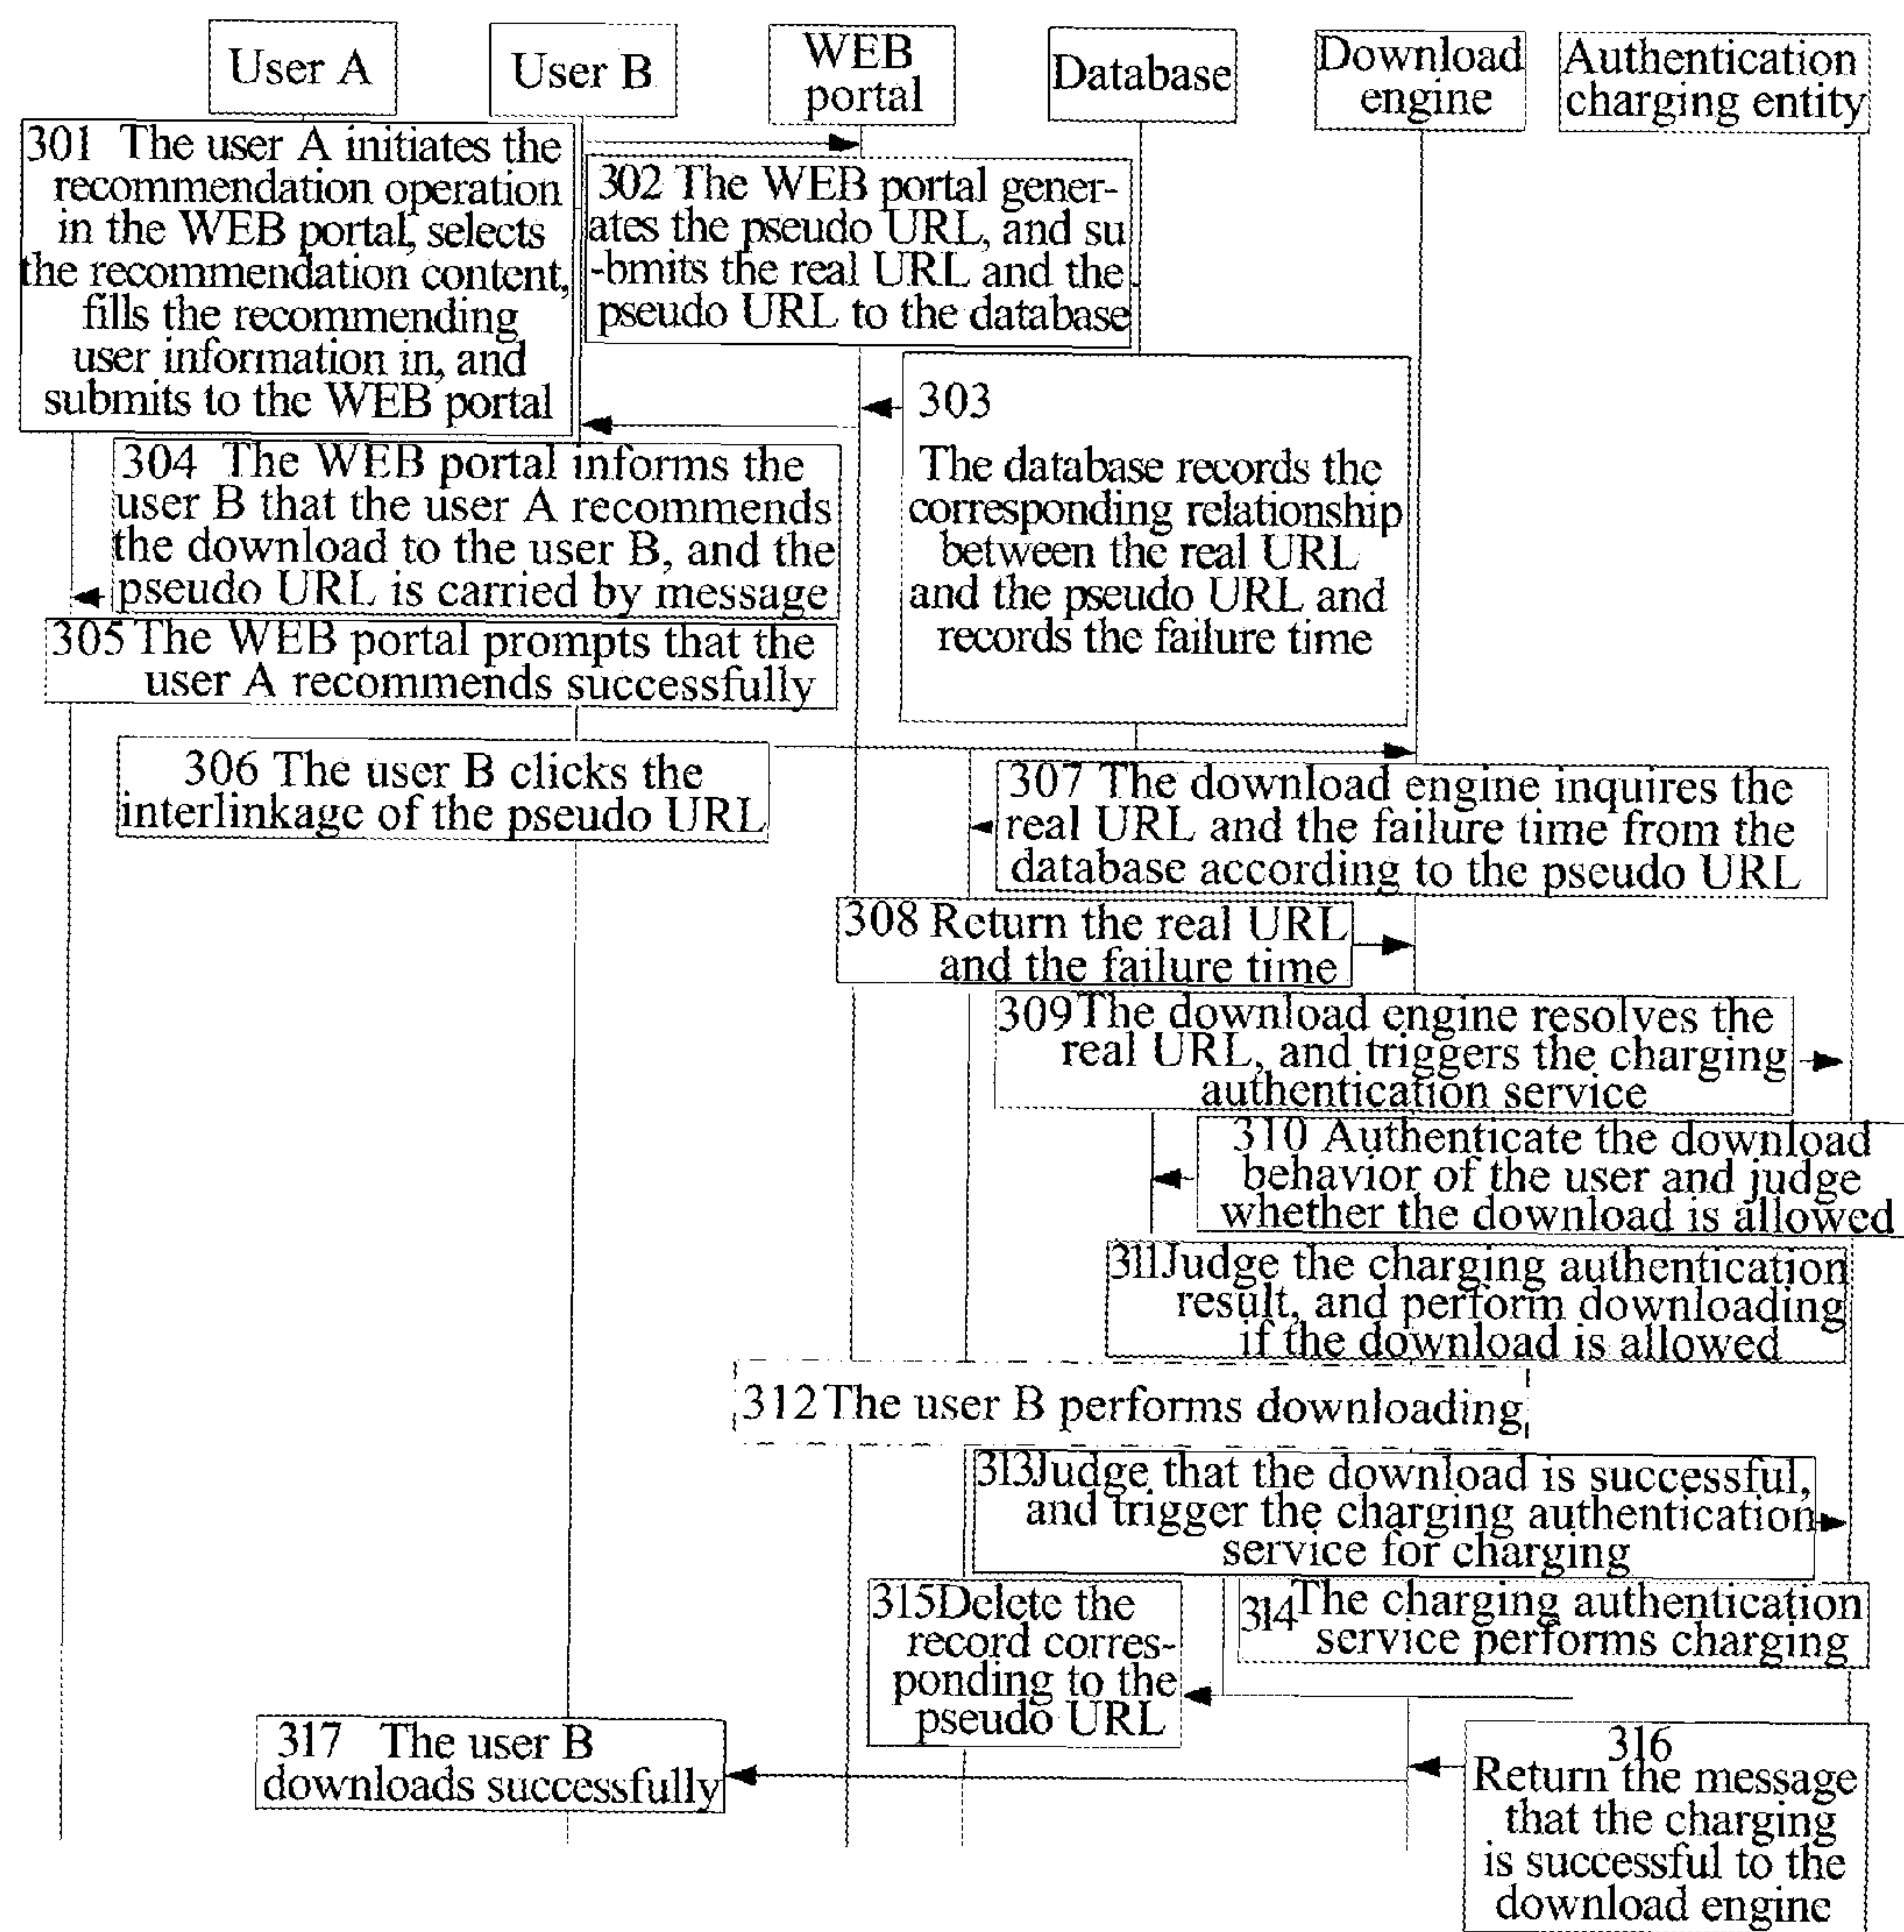 User A
User B
WEB
portal
Database
Download
engine
Authentication
charging entity
301 The user A initiates the
recommendation operation
in the WEB portal, selects
the recommendation content,
fills the recommending
user information in, and
submits to the WEB portal
302 The WEB portal gener-
ates the pseudo URL, and su
-bmits the real URL and the
pseudo URL to the database
303
The database records the
corresponding relationship
between the real URL
and the pseudo URL and
records the failure time
304 The WEB portal informs the
user B that the user A recommends
the download to the user B, and the
pseudo URL is carried by message
305 The WEB portal prompts that the
user A recommends successfully
306 The user B clicks the
interlinkage of the pseudo URL
307 The download engine inquires the
real URL and the failure time from the
database according to the pseudo URL
308 Return the real URL
and the failure time
309 The download engine resolves the
real URL, and triggers the charging
authentication service
310 Authenticate the download
behavior of the user and judge
whether the download is allowed
311 Judge the charging authentication
result, and perform downloading
if the download is allowed
312 The user B performs downloading
313 Judge that the download is successful,
and trigger the charging authentication
service for charging
314 The charging authentication
service performs charging
315 Delete the
record corres-
ponding to the
pseudo URL
316
Return the message
that the charging
is successful to the
download engine
317 The user B
downloads successfully